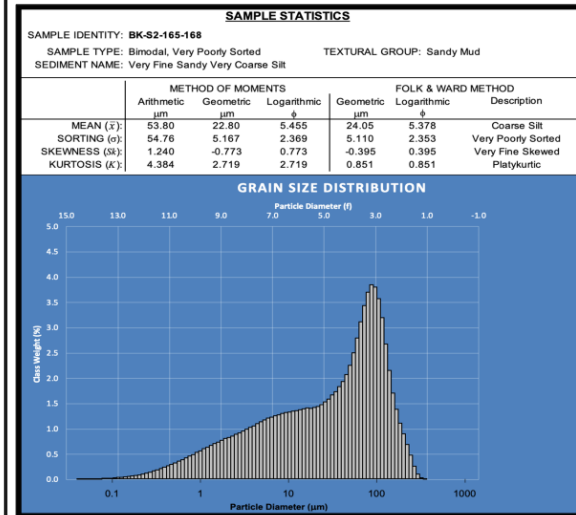 SAMPLE STATISTICS
SAMPLE IDENTITY: BK-S2-165-168
SAMPLE TYPE: Bimodal, Very Poorly Sorted TEXTURAL GROUP: Sandy Mud
SEDIMENT NAME: Very Fine Sandy Very Coarse Silt
METHOD OF MOMENTS FOLK & WARD METHOD
Arithmetic Geometric Logarithmic Geometric Logarithmic Description
μm μm ϕ μm ϕ
MEAN (x̄): 53.80 22.80 5.455 24.05 5.378 Coarse Silt
SORTING (σ): 54.76 5.167 2.369 5.110 2.353 Very Poorly Sorted
SKEWNESS (Sk): 1.240 -0.773 0.773 -0.395 0.395 Very Fine Skewed
KURTOSIS (K): 4.384 2.719 2.719 0.851 0.851 Platykurtic
GRAIN SIZE DISTRIBUTION
Particle Diameter (f)
15.0 13.0 11.0 9.0 7.0 5.0 3.0 1.0 -1.0
5.0
4.5
4.0
3.5
3.0
2.5
2.0
1.5
1.0
0.5
0.0
Class Weight (%)
0.1 1 10 100 1000
Particle Diameter (μm)